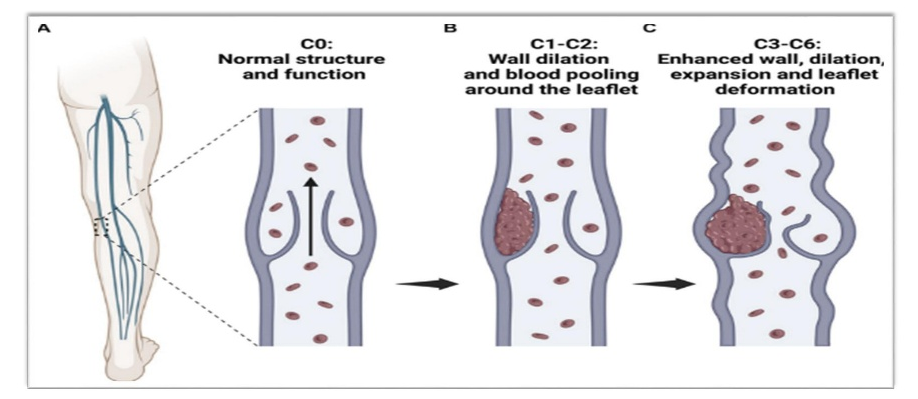 A
C0:
Normal structure
and function
B
C1-C2:
Wall dilation
and blood pooling
around the leaflet
C
C3-C6:
Enhanced wall, dilation,
expansion and leaflet
deformation